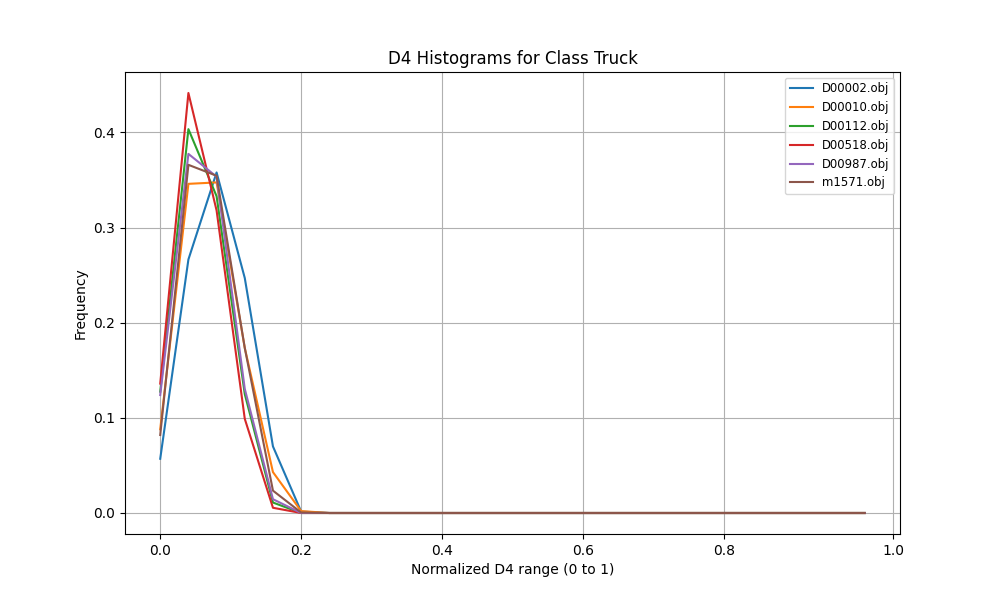 D4 Histograms for Class Truck
D00002.obj
D00010.obj
D00112.obj
D00518.obj
D00987.obj
m1571.obj
Frequency
0.4
0.3
0.2
0.1
0.0
0.0 0.2 0.4 0.6 0.8 1.0
Normalized D4 range (0 to 1)